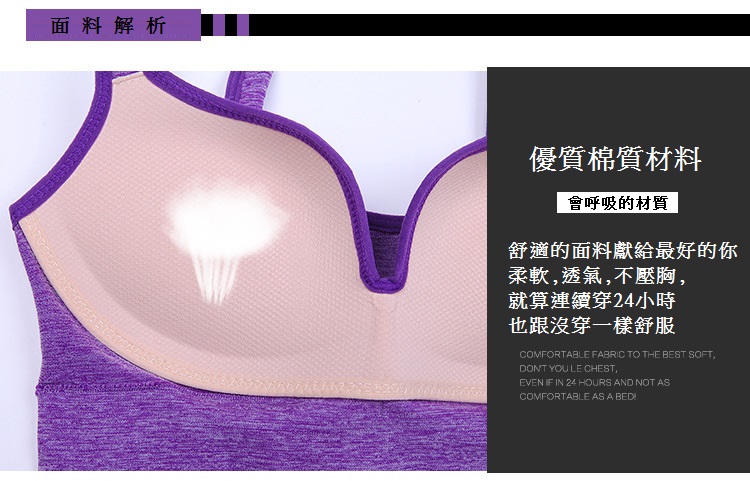 面料解析
優質棉質材料
會呼吸的材質
舒適的面料獻給最好的你
柔軟,透氣,不壓胸,
就算連續穿24小時
也跟沒穿一樣舒服
COMFORTABLE FABRIC TO THE BEST SOFT,
DON'T YOU LE CHEST,
EVEN IF IN 24 HOURS AND NOT AS
COMFORTABLE AS A BED!